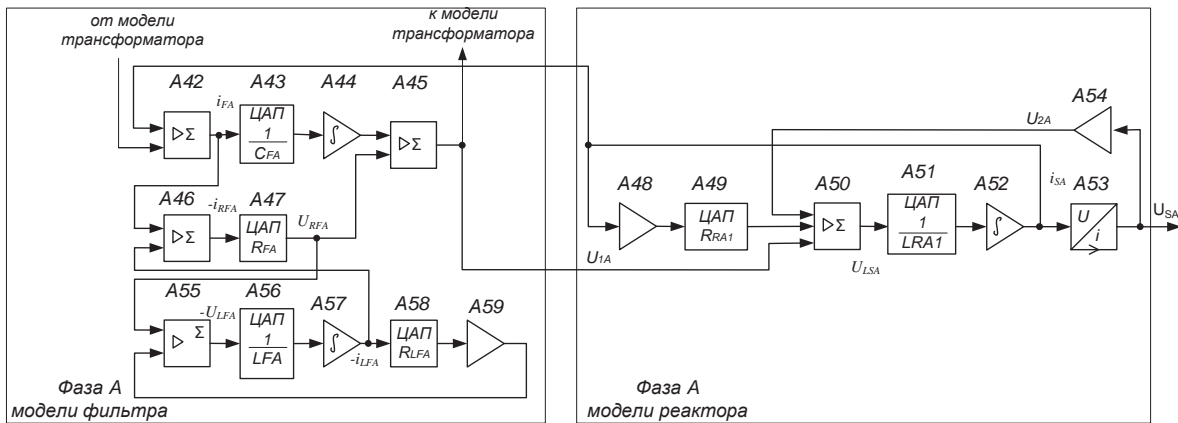 от модели
трансформатора
к модели
трансформатора
A42
A43
A44
A45
iFA
ЦАП
1
CFA
∫
▷Σ
▷Σ
A46
A47
-iRFA
URFA
▷Σ
ЦАП
RFA
A55
A56
A57
A58
A59
-ULFA
Σ
▷
ЦАП
1
LFA
∫
-iLFA
ЦАП
RLFA
Фаза А
модели фильтра
A54
U2A
A48
A49
A50
A51
A52
iSA
A53
ЦАП
RRA1
▷Σ
ЦАП
1
LRA1
∫
U
i
USA
U1A
ULSA
Фаза А
модели реактора